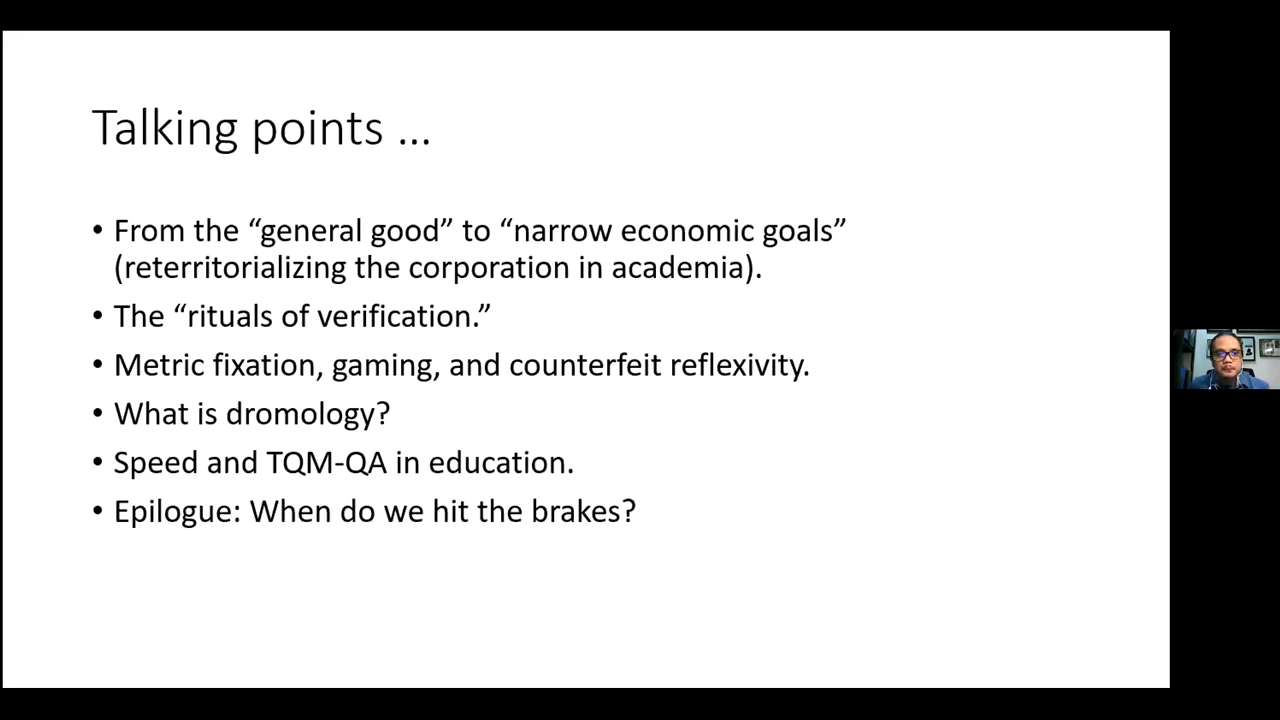 Talking points ...
• From the “general good” to “narrow economic goals”
(reterritorializing the corporation in academia).
• The “rituals of verification.”
• Metric fixation, gaming, and counterfeit reflexivity.
• What is dromology?
• Speed and TQM-QA in education.
• Epilogue: When do we hit the brakes?